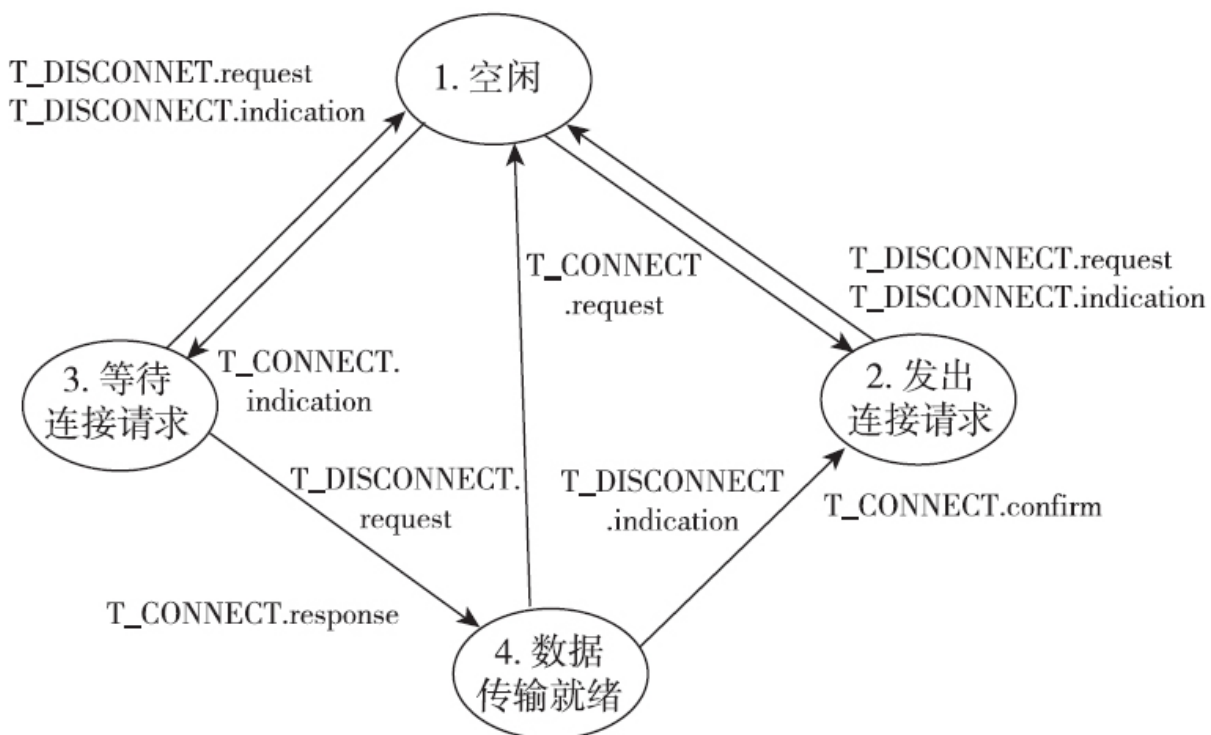 1. 空闲
T_DISCONNET.request
T_DISCONNECT.indication
T_CONNECT
.request
T_DISCONNECT.request
T_DISCONNECT.indication
3. 等待
连接请求
T_CONNECT.
indication
2. 发出
连接请求
T_DISCONNECT.
request
T_DISCONNECT
.indication
T_CONNECT.confirm
T_CONNECT.response
4. 数据
传输就绪